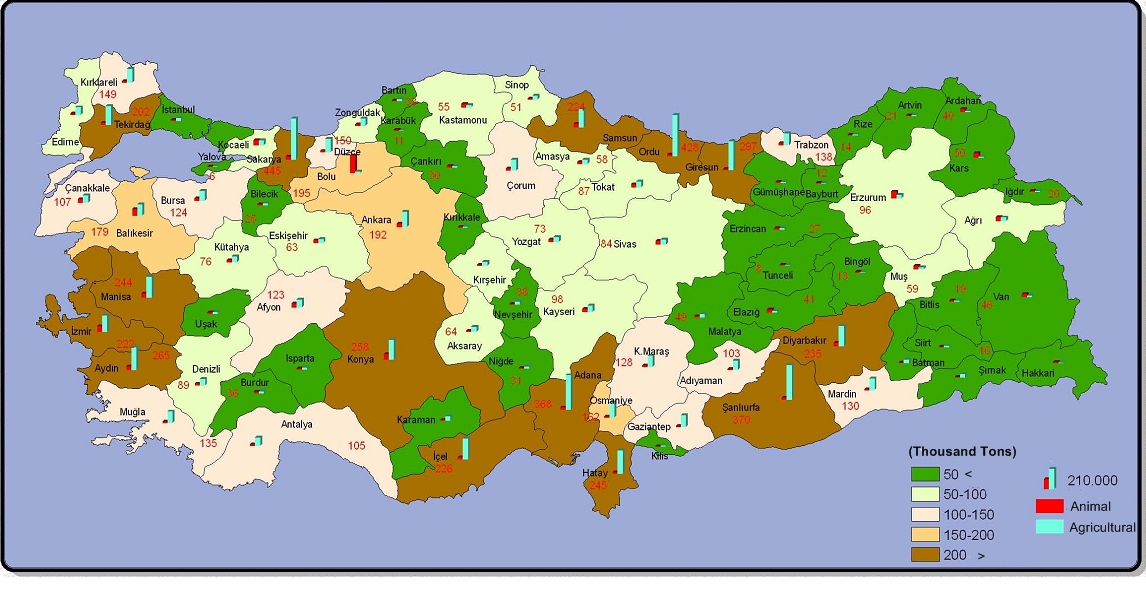 Kırklareli
149
Edirne
202
Tekirdağ
İstanbul
Kocaeli
Yalova
6
Sakarya
445
Zonguldak
150
Düzce
Bolu
195
Bartın
Karabük
11
55
Kastamonu
Sinop
51
224
Samsun
Ordu
428
Giresun
297
Trabzon
138
Rize
14
Artvin
21
Ardahan
40
50
Kars
Iğdır
20
Ağrı
Çanakkale
107
179
Balıkesir
Bursa
124
Bilecik
28
Kütahya
76
Eskişehir
63
Ankara
192
Çankırı
30
Kırıkkale
Çorum
Amasya
58
87
Tokat
73
Yozgat
84 Sivas
Gümüşhane
12
Bayburt
Erzincan
27
Erzurum
96
8
Tunceli
13
Bingöl
Muş
59
19
Bitlis
46
Van
244
Manisa
İzmir
222
265
Aydın
Uşak
123
Afyon
89
Denizli
Isparta
Burdur
36
Muğla
135
Antalya
105
258
Konya
Kırşehir
38
Nevşehir
64
Aksaray
Niğde
31
98
Kayseri
Karaman
İçel
226
368
Adana
Osmaniye
162
Hatay
245
K.Maraş
128
Gaziantep
Kilis
103
Adıyaman
49
Malatya
41
Elazığ
Diyarbakır
235
Şanlıurfa
370
Mardin
130
Batman
Siirt
16
Şırnak
Hakkari
(Thousand Tons)
50 <
50-100
100-150
150-200
200 >
210.000
Animal
Agricultural